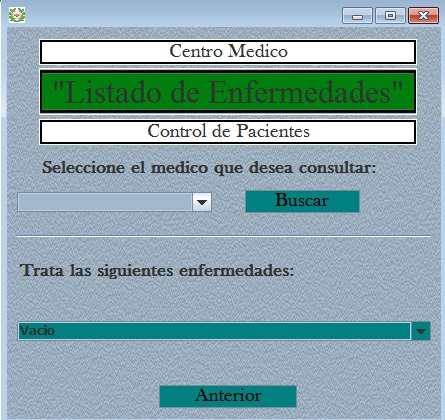 Centro Medico
"Listado de Enfermedades"
Control de Pacientes
Seleccione el medico que desea consultar:
Buscar
Trata las siguientes enfermedades:
Vacio
Anterior